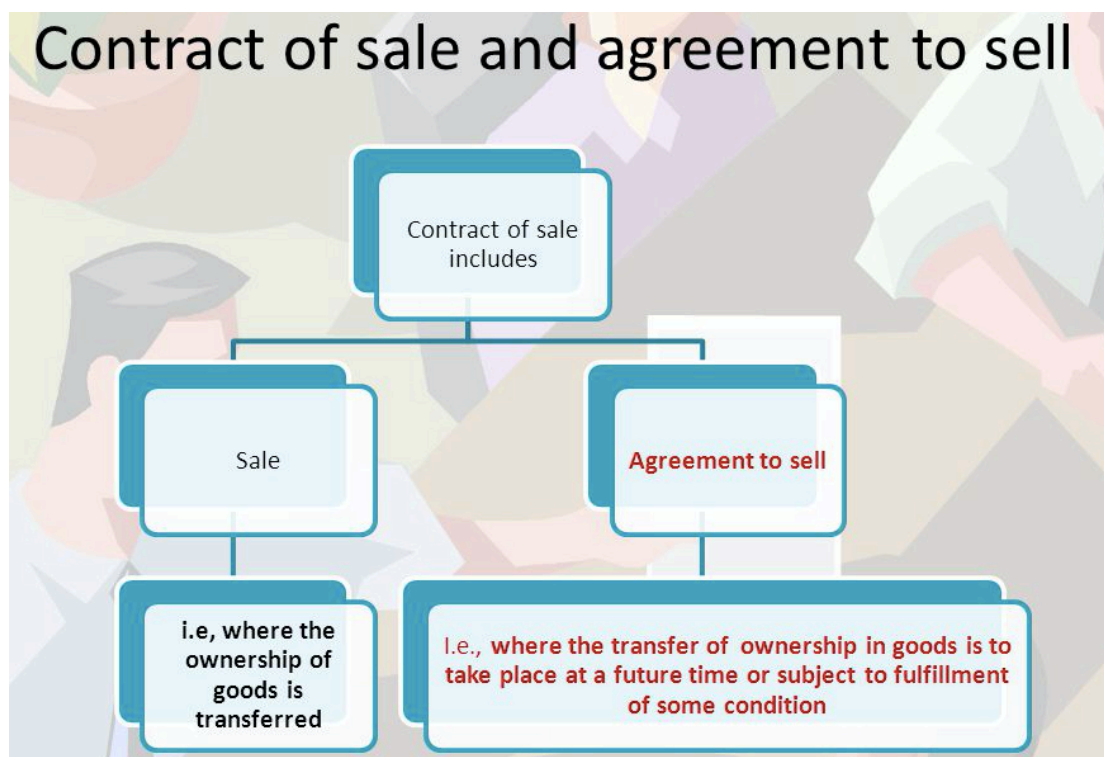 Contract of sale and agreement to sell
Contract of sale
includes
Sale
Agreement to sell
i.e, where the
ownership of
goods is
transferred
I.e., where the transfer of ownership in goods is to
take place at a future time or subject to fulfillment
of some condition